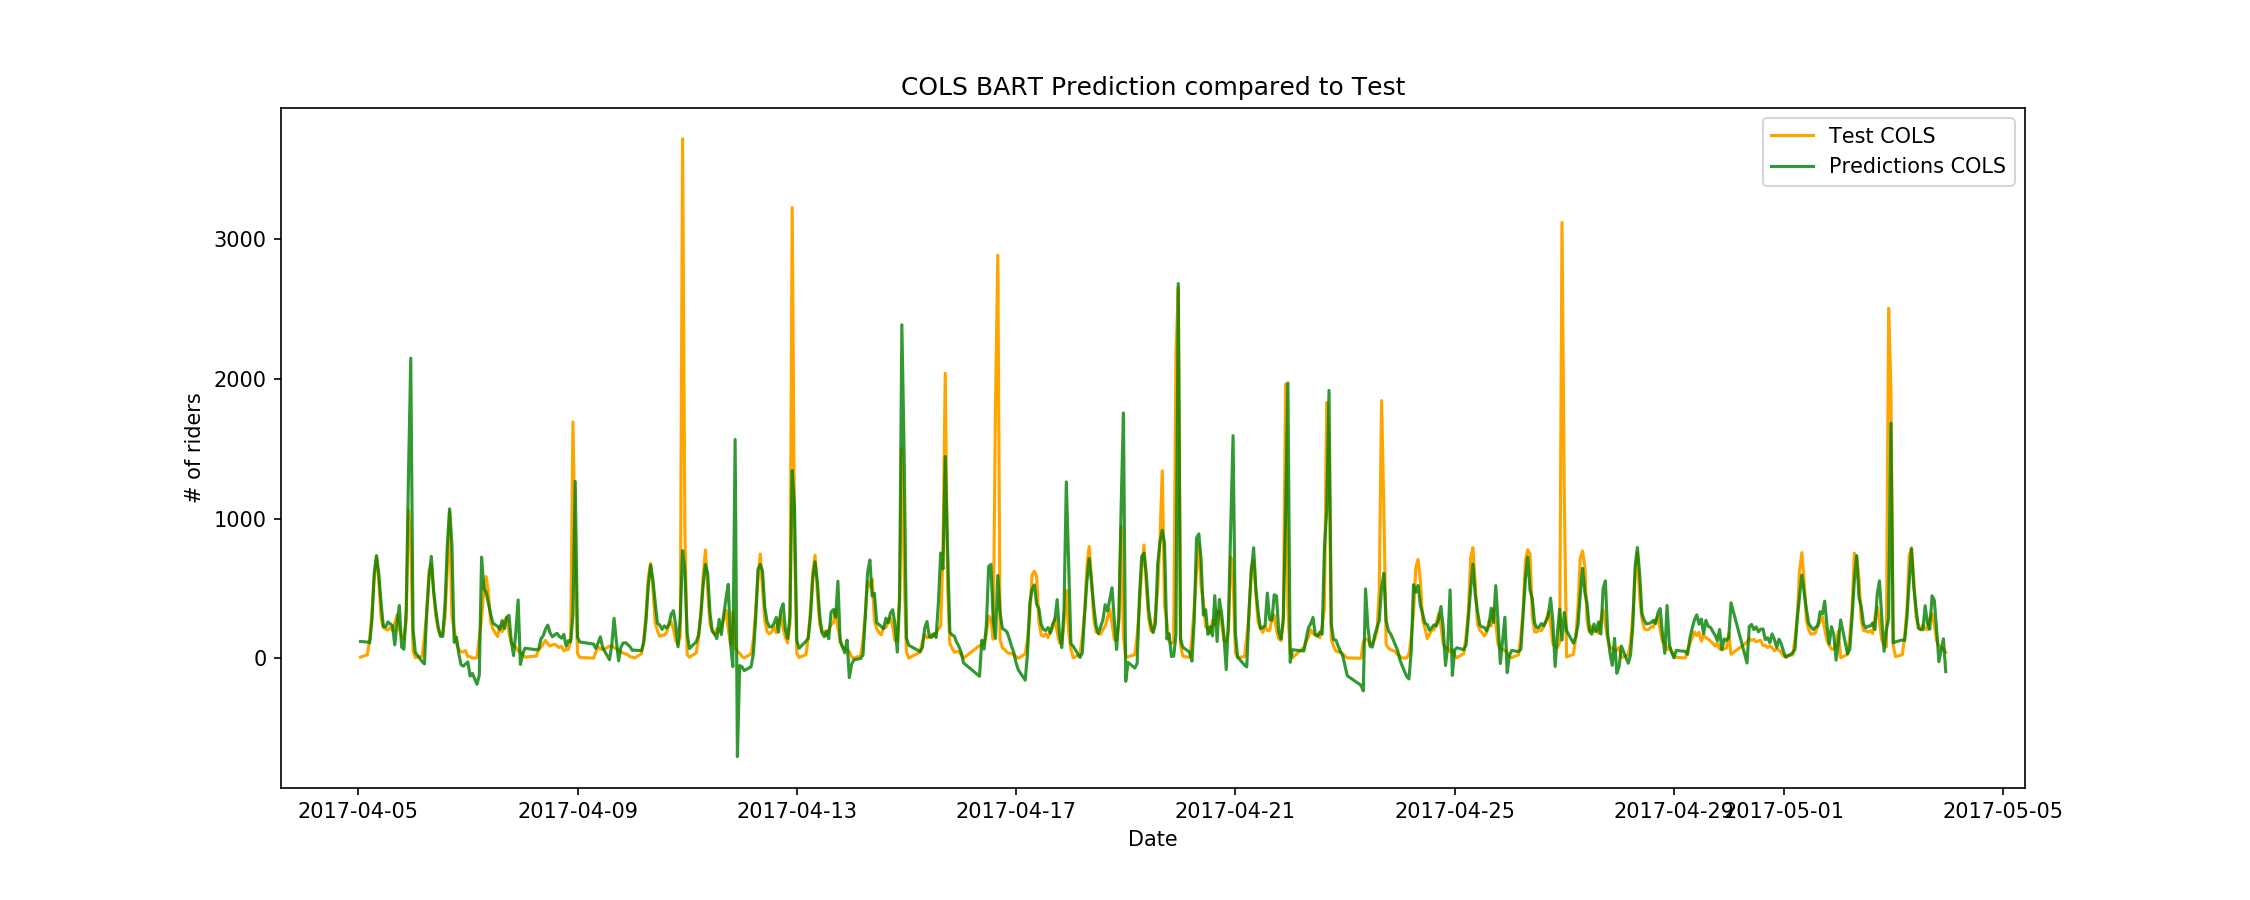 COLS BART Prediction compared to Test
Test COLS
Predictions COLS
# of riders
3000
2000
1000
0
2017-04-05
2017-04-09
2017-04-13
2017-04-17
2017-04-21
2017-04-25
2017-04-29
2017-05-01
2017-05-05
Date